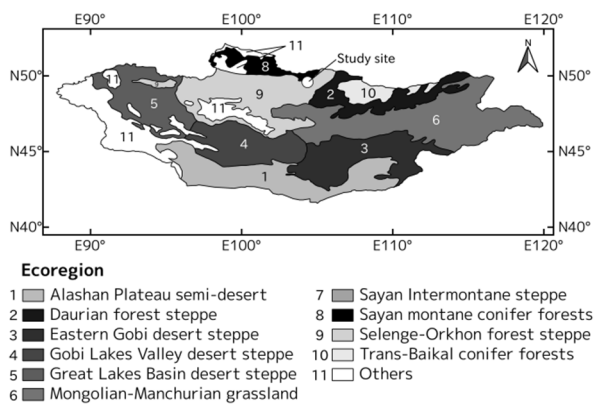 E90° E100° E110° E120°
N
11
Study site
N50° 11 8 N50°
9 2 10
5 11 6
11
N45° 4 3 N45°
1
N40° N40°
E90° E100° E110° E120°
Ecoregion
1 Alashan Plateau semi-desert
2 Daurian forest steppe
3 Eastern Gobi desert steppe
4 Gobi Lakes Valley desert steppe
5 Great Lakes Basin desert steppe
6 Mongolian-Manchurian grassland
7 Sayan Intermontane steppe
8 Sayan montane conifer forests
9 Selenge-Orkhon forest steppe
10 Trans-Baikal conifer forests
11 Others